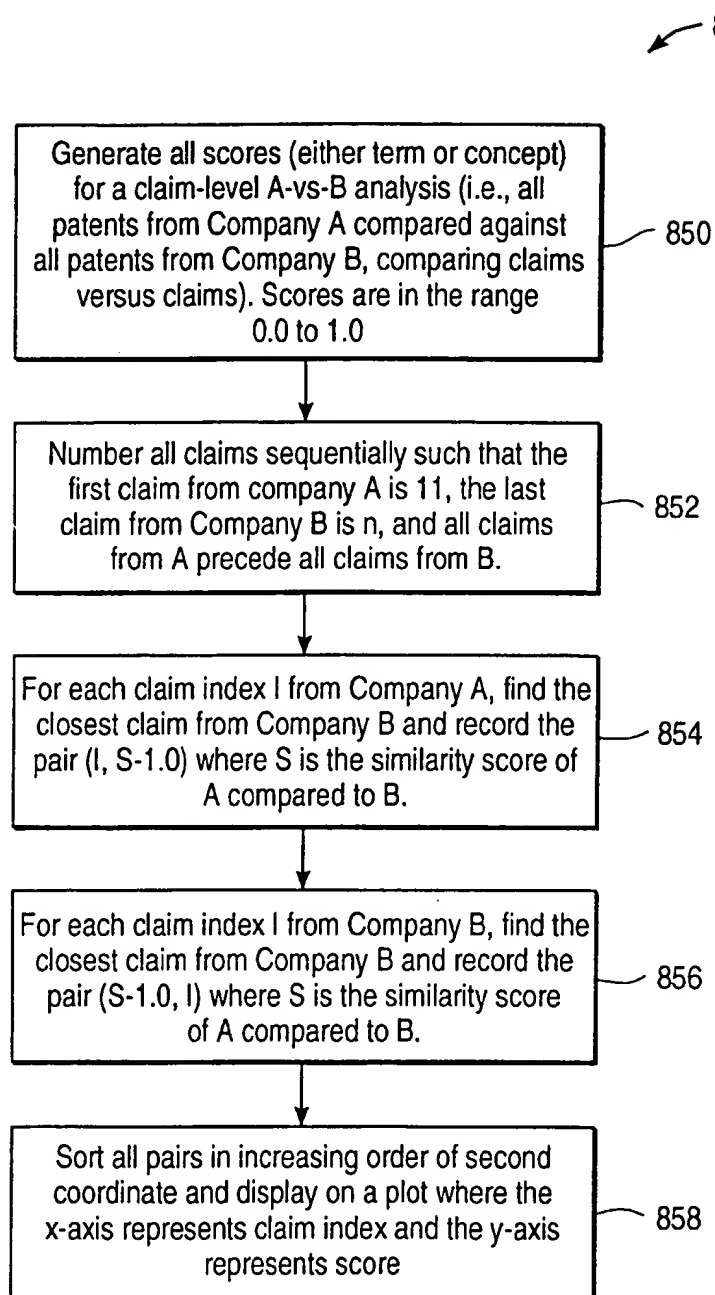 Generate all scores (either term or concept)
for a claim-level A-vs-B analysis (i.e., all
patents from Company A compared against
all patents from Company B, comparing claims
versus claims). Scores are in the range
0.0 to 1.0
850
Number all claims sequentially such that the
first claim from company A is 11, the last
claim from Company B is n, and all claims
from A precede all claims from B.
852
For each claim index I from Company A, find the
closest claim from Company B and record the
pair (I, S-1.0) where S is the similarity score of
A compared to B.
854
For each claim index I from Company B, find the
closest claim from Company B and record the
pair (S-1.0, I) where S is the similarity score
of A compared to B.
856
Sort all pairs in increasing order of second
coordinate and display on a plot where the
x-axis represents claim index and the y-axis
represents score
858